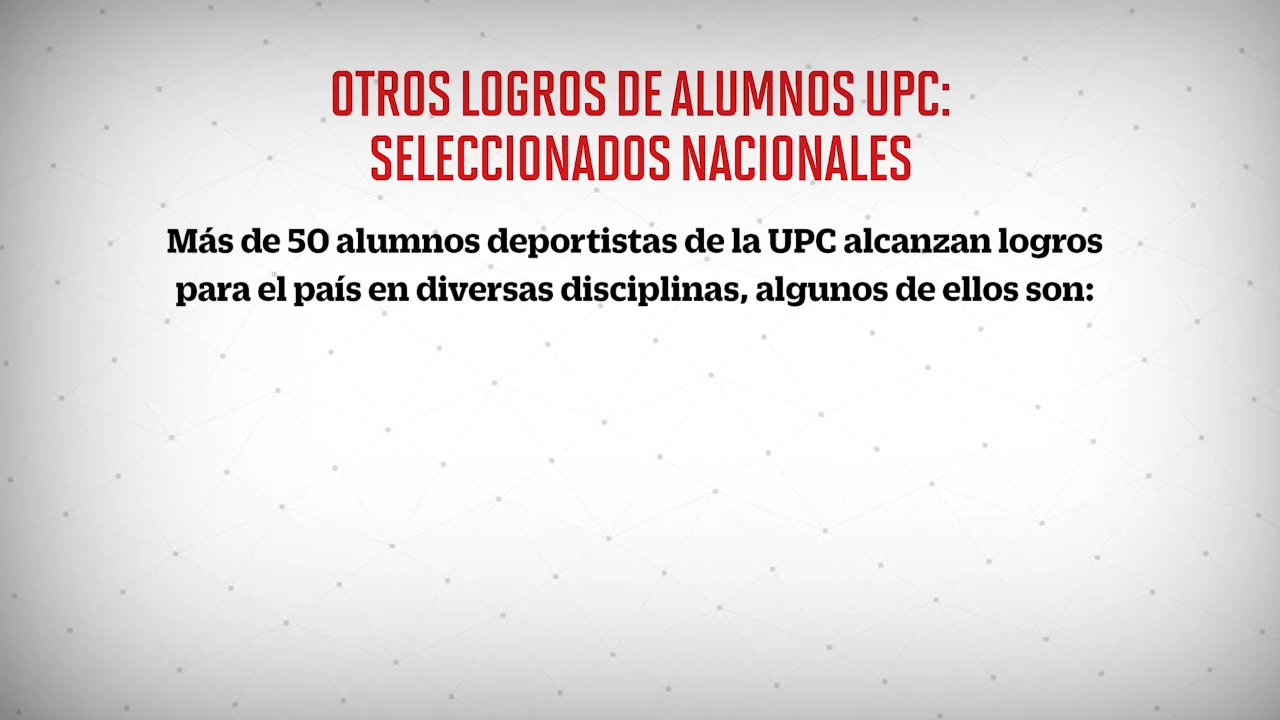 OTROS LOGROS DE ALUMNOS UPC:
SELECCIONADOS NACIONALES
Más de 50 alumnos deportistas de la UPC alcanzan logros
para el país en diversas disciplinas, algunos de ellos son: